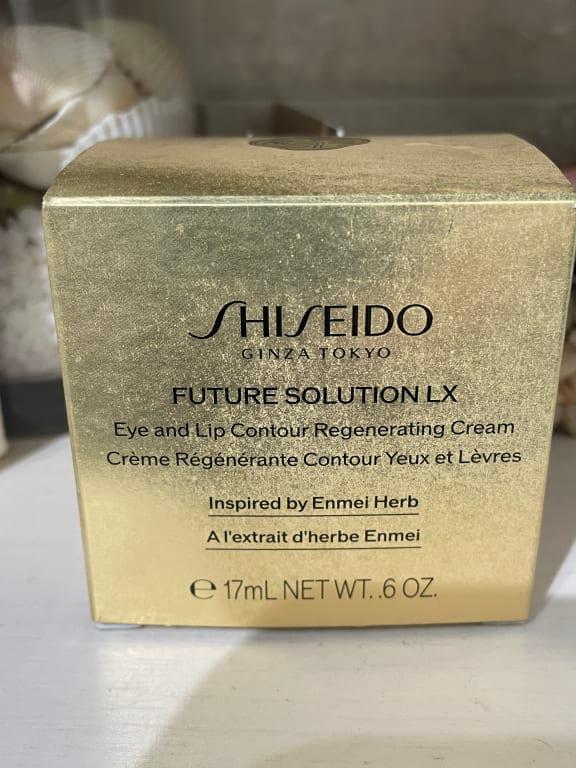 SHISEIDO
GINZA TOKYO
FUTURE SOLUTION LX
Eye and Lip Contour Regenerating Cream
Crème Régénérante Contour Yeux et Lèvres
Inspired by Enmei Herb
A l'extrait d'herbe Enmei
℮ 17mL NET WT. .6 OZ.